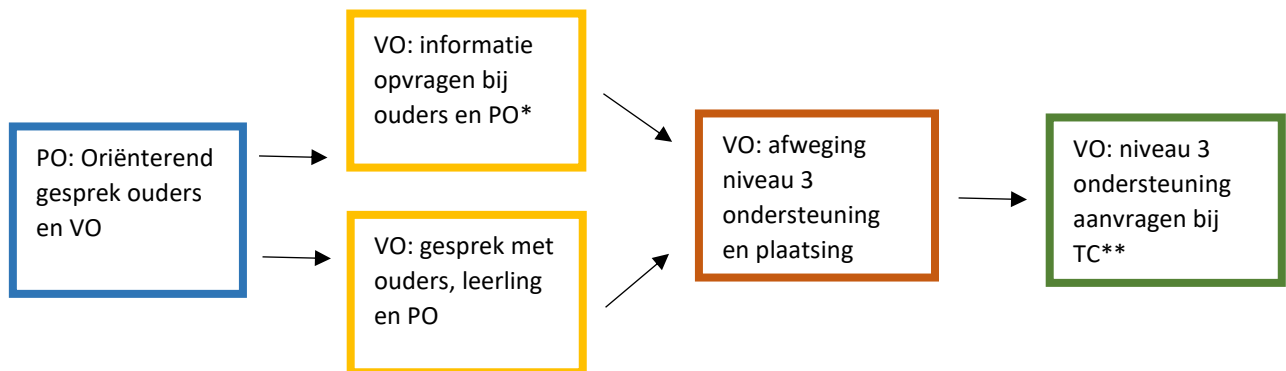 PO: Oriënterend
gesprek ouders
en VO
VO: informatie
opvragen bij
ouders en PO*
VO: gesprek met
ouders, leerling
en PO
VO: afweging
niveau 3
ondersteuning
en plaatsing
VO: niveau 3
ondersteuning
aanvragen bij
TC**